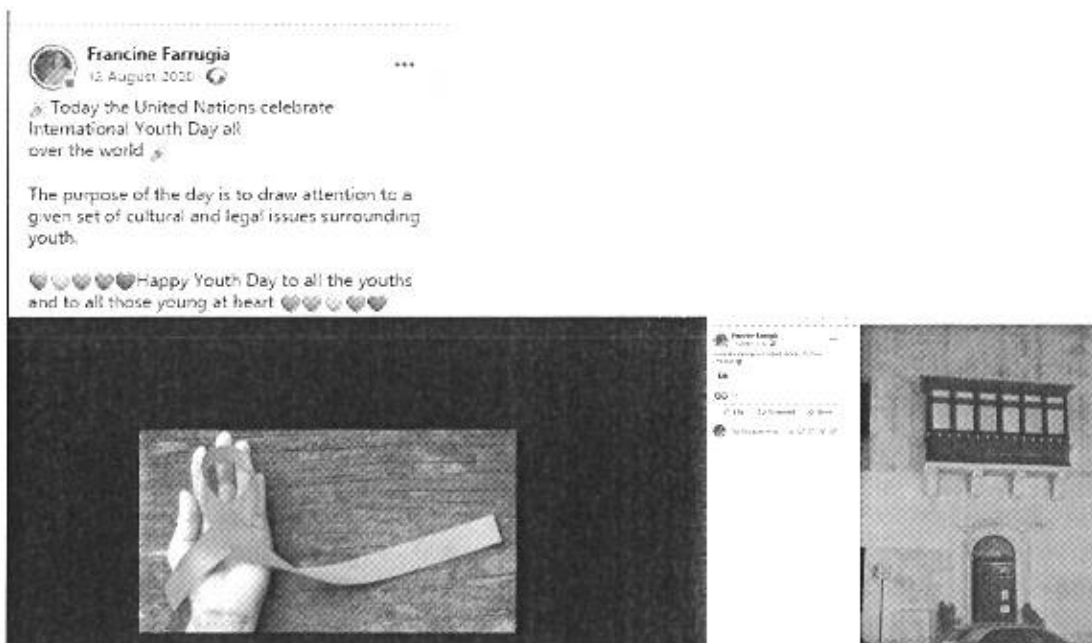 Francine Farrugia
12 August 2020
Today the United Nations celebrate
International Youth Day all
over the world
The purpose of the day is to draw attention to a
given set of cultural and legal issues surrounding
youth.
Happy Youth Day to all the youths
and to all those young at heart
Francine Farrugia